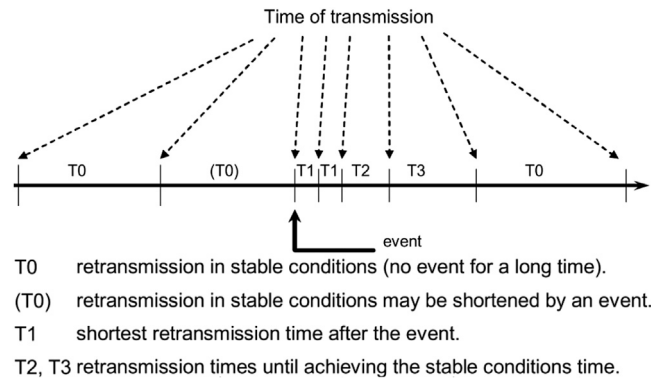 Time of transmission
T0 (T0) T1 T1 T2 T3 T0
event
T0 retransmission in stable conditions (no event for a long time).
(T0) retransmission in stable conditions may be shortened by an event.
T1 shortest retransmission time after the event.
T2, T3 retransmission times until achieving the stable conditions time.